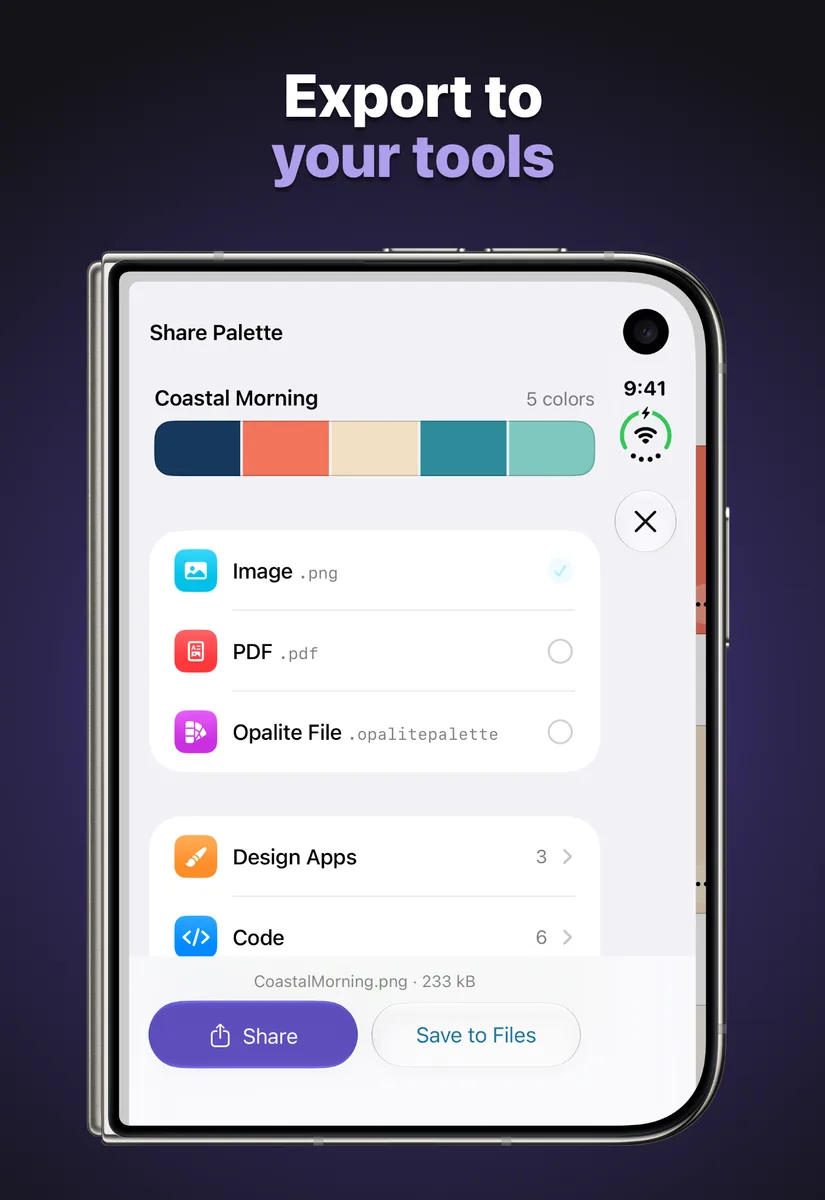 Export to
your tools
Share Palette
9:41
Coastal Morning 5 colors
Image .png
PDF .pdf
Opalite File .opalitepalette
Design Apps 3
Code 6
CoastalMorning.png · 233 kB
Share Save to Files